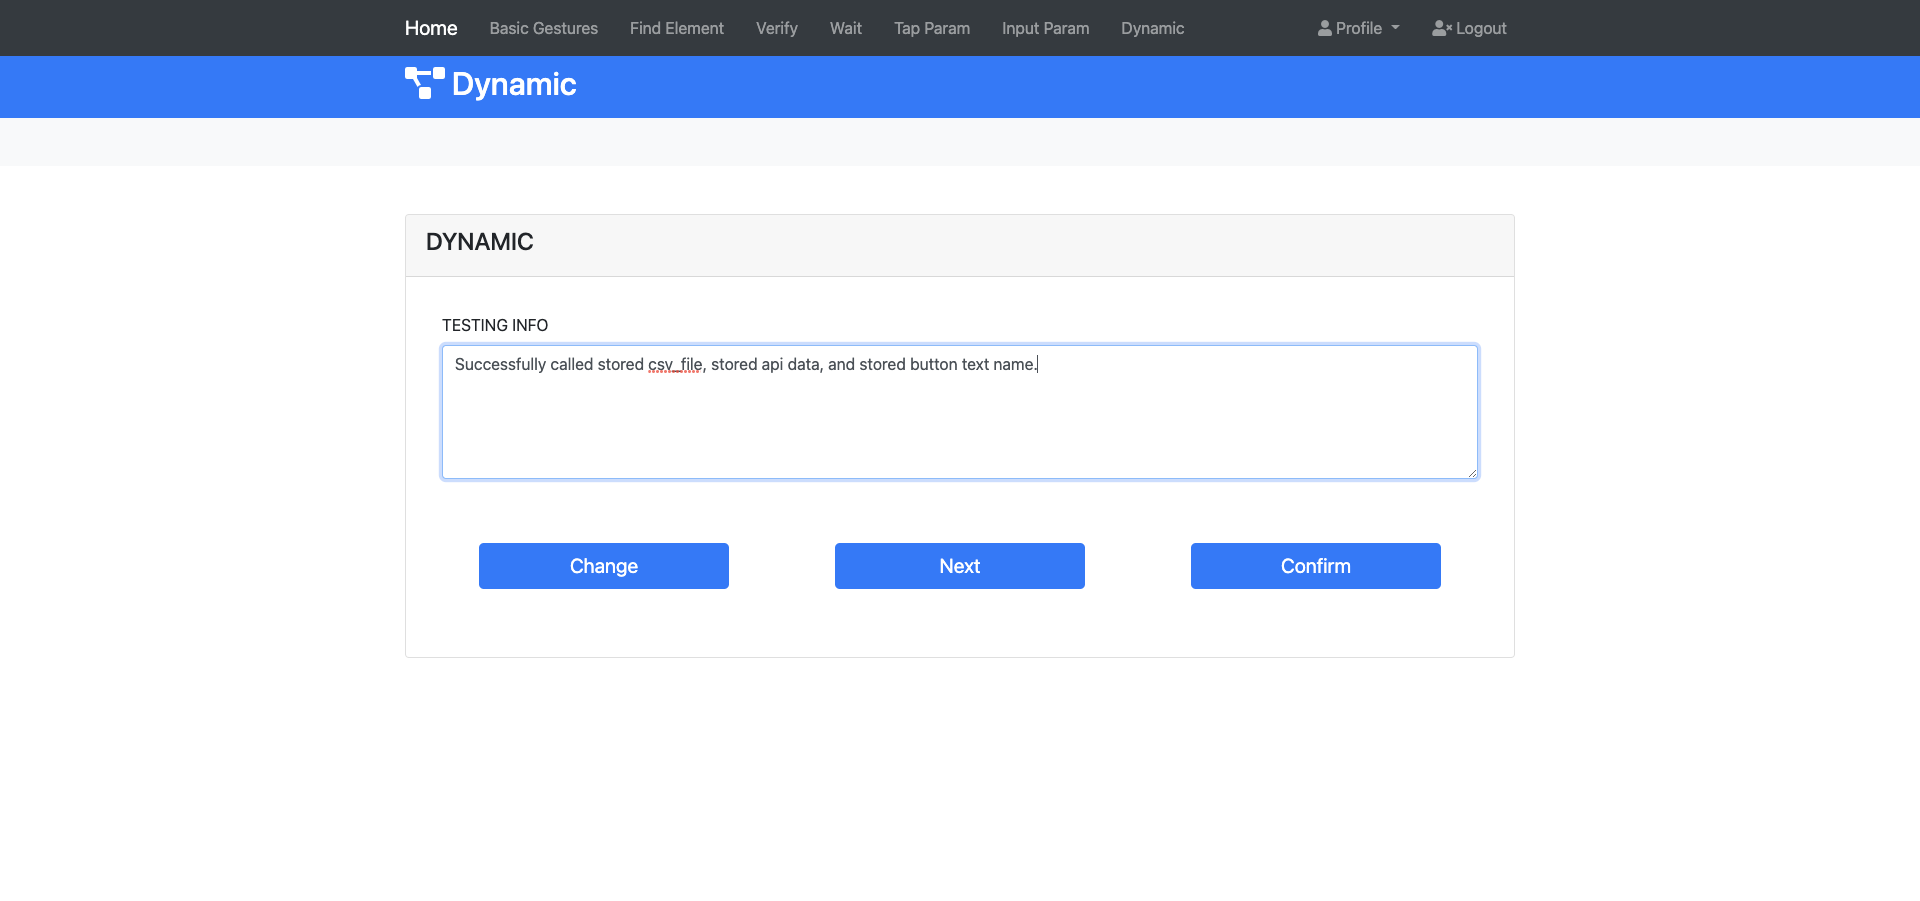 Home Basic Gestures Find Element Verify Wait Tap Param Input Param Dynamic Profile Logout
Dynamic
DYNAMIC
TESTING INFO
Successfully called stored csv_file, stored api data, and stored button text name.
Change Next Confirm